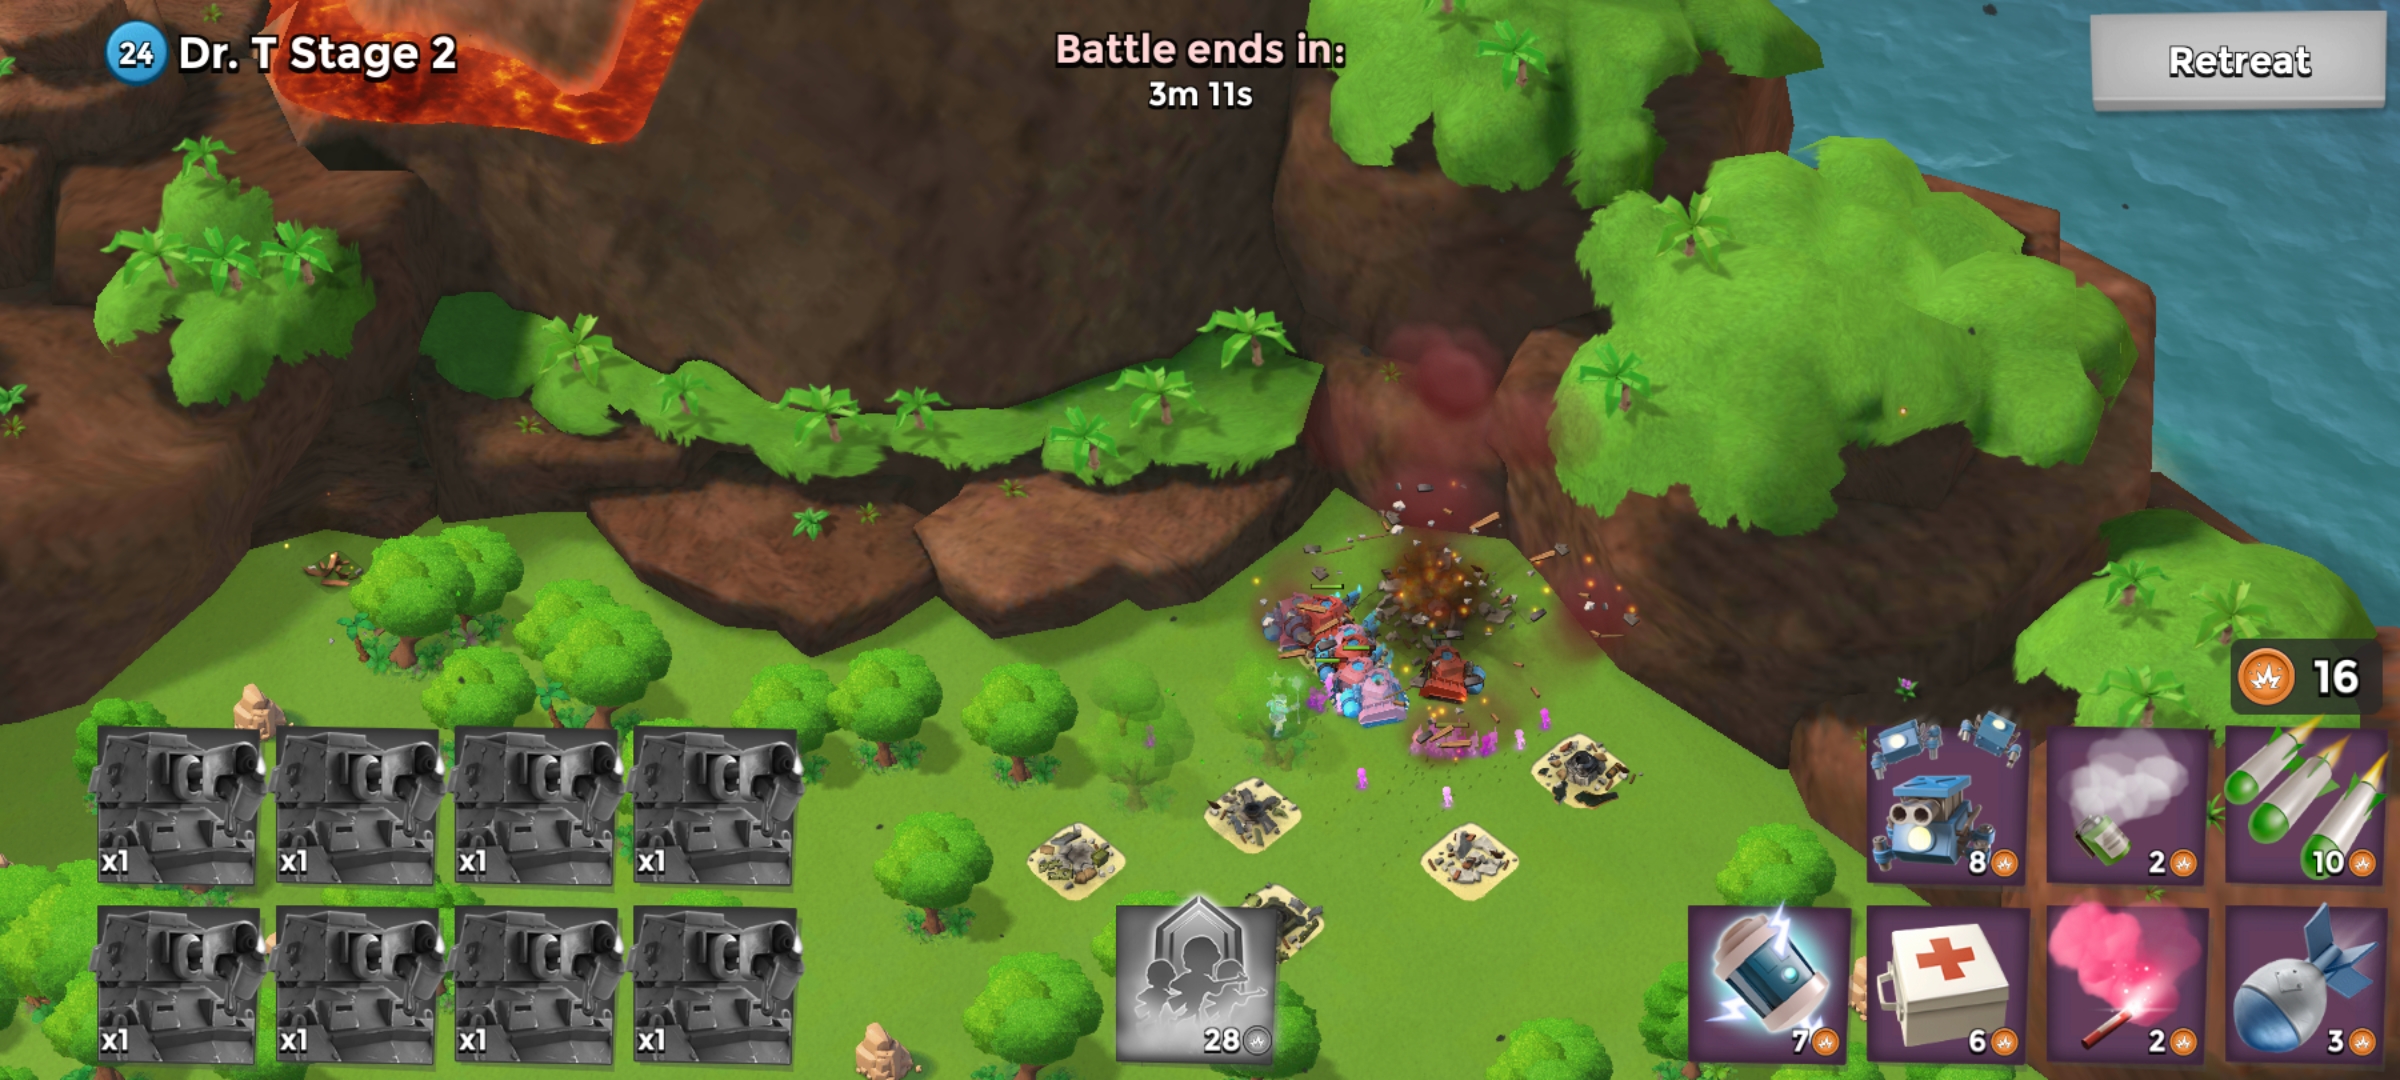 24 Dr. T Stage 2
Battle ends in:
3m 11s
Retreat
16
x1 x1 x1 x1
8 2 10
x1 x1 x1 x1
28
7 6 2 3